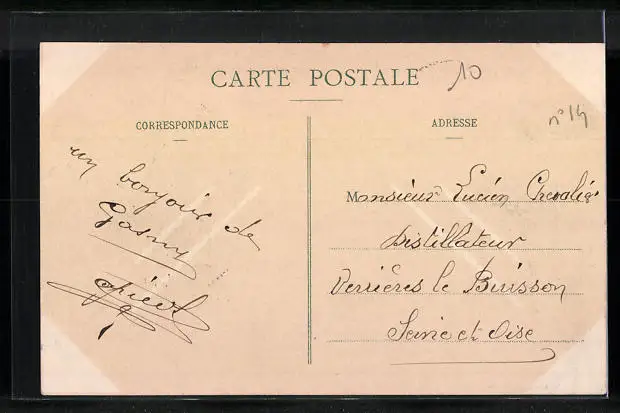 CARTE POSTALE
10
n° 14
CORRESPONDANCE
un bonjour de
Gasny
ADRESSE
Monsieur Lucien Chevalier
Distillateur
Verrières le Buisson
Seine et Oise